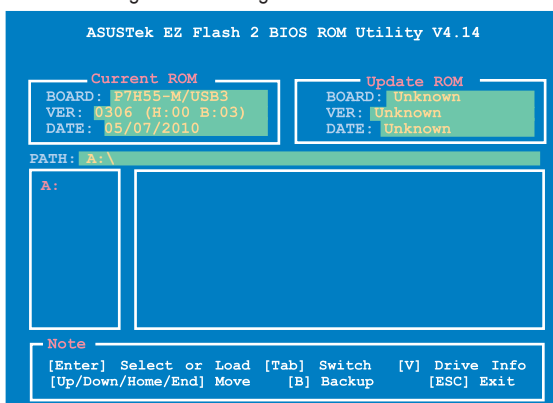 ASUSTek EZ Flash 2 BIOS ROM Utility V4.14
Current ROM
BOARD: P7H55-M/USB3
VER: 0306 (H:00 B:03)
DATE: 05/07/2010
Update ROM
BOARD: Unknown
VER: Unknown
DATE: Unknown
PATH: A:\
A:
Note
[Enter] Select or Load [Tab] Switch [V] Drive Info
[Up/Down/Home/End] Move [B] Backup [ESC] Exit